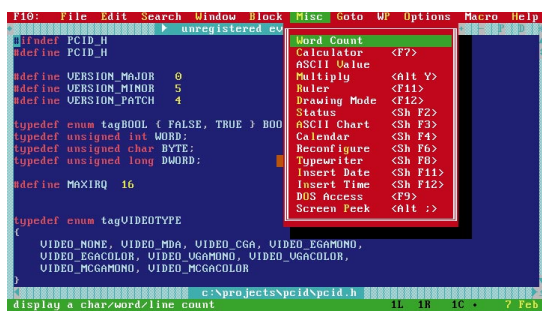 F10: File Edit Search Window Block Misc Goto WP Options Macro Help
unregistered ev
#ifndef PCID_H
#define PCID_H
#define VERSION_MAJOR 0
#define VERSION_MINOR 5
#define VERSION_PATCH 4
typedef enum tagBOOL { FALSE, TRUE } BOO
typedef unsigned int WORD;
typedef unsigned char BYTE;
typedef unsigned long DWORD;
#define MAXIRQ 16
typedef enum tagVIDEOTYPE
{
VIDEO_NONE, VIDEO_MDA, VIDEO_CGA, VIDEO_EGAMONO,
VIDEO_EGACOLOR, VIDEO_VGAMONO, VIDEO_VGACOLOR,
VIDEO_MCGAMONO, VIDEO_MCGACOLOR
}
Word Count
Calculator <F7>
ASCII Value
Multiply <Alt Y>
Ruler <F11>
Drawing Mode <F12>
Status <Sh F2>
ASCII Chart <Sh F3>
Calendar <Sh F4>
Reconfigure <Sh F6>
Typewriter <Sh F8>
Insert Date <Sh F11>
Insert Time <Sh F12>
DOS Access <F9>
Screen Peek <Alt ;>
c:\projects\pcid\pcid.h
display a char/word/line count 1L 1R 1C 7 Feb